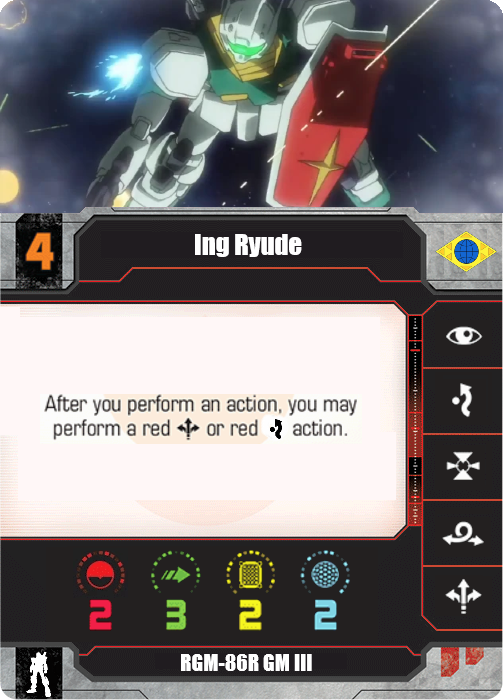 4
Ing Ryude
After you perform an action, you may
perform a red or red action.
2 3 2 2
RGM-86R GM III